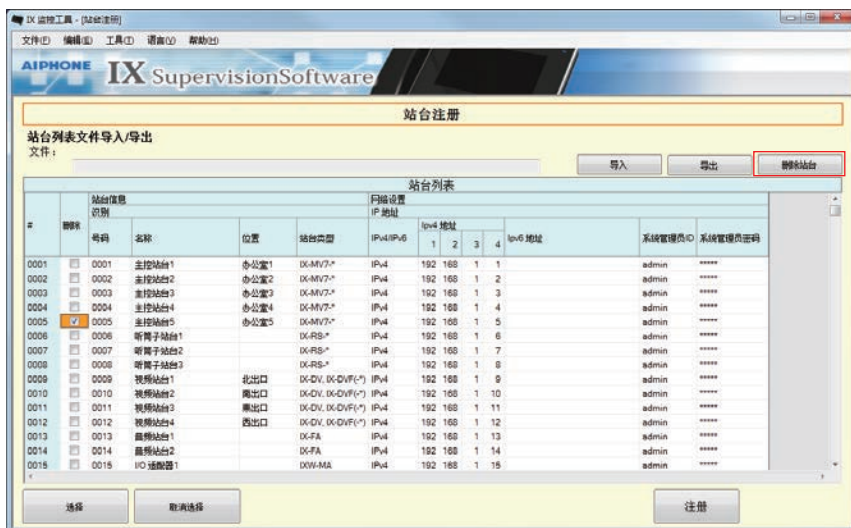 IX 监控工具 - [站台注册]
文件(F) 编辑(E) 工具(T) 语言(V) 帮助(H)
AIPHONE IX SupervisionSoftware
站台注册
站台列表文件导入/导出
文件:
导入 导出 删除站台
站台列表
站台信息 网络设置
识别 IP 地址
# 删除 号码 名称 位置 站台类型 IPv4/IPv6 Ipv4 地址 Ipv6 地址 系统管理员ID 系统管理员密码
1 2 3 4
0001 0001 主控站台1 办公室1 IX-MV7-* IPv4 192 168 1 1 admin *****
0002 0002 主控站台2 办公室2 IX-MV7-* IPv4 192 168 1 2 admin *****
0003 0003 主控站台3 办公室3 IX-MV7-* IPv4 192 168 1 3 admin *****
0004 0004 主控站台4 办公室4 IX-MV7-* IPv4 192 168 1 4 admin *****
0005 0005 主控站台5 办公室5 IX-MV7-* IPv4 192 168 1 5 admin *****
0006 0006 听筒子站台1 IX-RS-* IPv4 192 168 1 6 admin *****
0007 0007 听筒子站台2 IX-RS-* IPv4 192 168 1 7 admin *****
0008 0008 听筒子站台3 IX-RS-* IPv4 192 168 1 8 admin *****
0009 0009 视频站台1 北出口 IX-DV, IX-DVF(-*) IPv4 192 168 1 9 admin *****
0010 0010 视频站台2 南出口 IX-DV, IX-DVF(-*) IPv4 192 168 1 10 admin *****
0011 0011 视频站台3 東出口 IX-DV, IX-DVF(-*) IPv4 192 168 1 11 admin *****
0012 0012 视频站台4 西出口 IX-DV, IX-DVF(-*) IPv4 192 168 1 12 admin *****
0013 0013 音频站台1 IX-FA IPv4 192 168 1 13 admin *****
0014 0014 音频站台2 IX-FA IPv4 192 168 1 14 admin *****
0015 0015 I/O 适配器1 IXW-MA IPv4 192 168 1 15 admin *****
选择 取消选择 注册